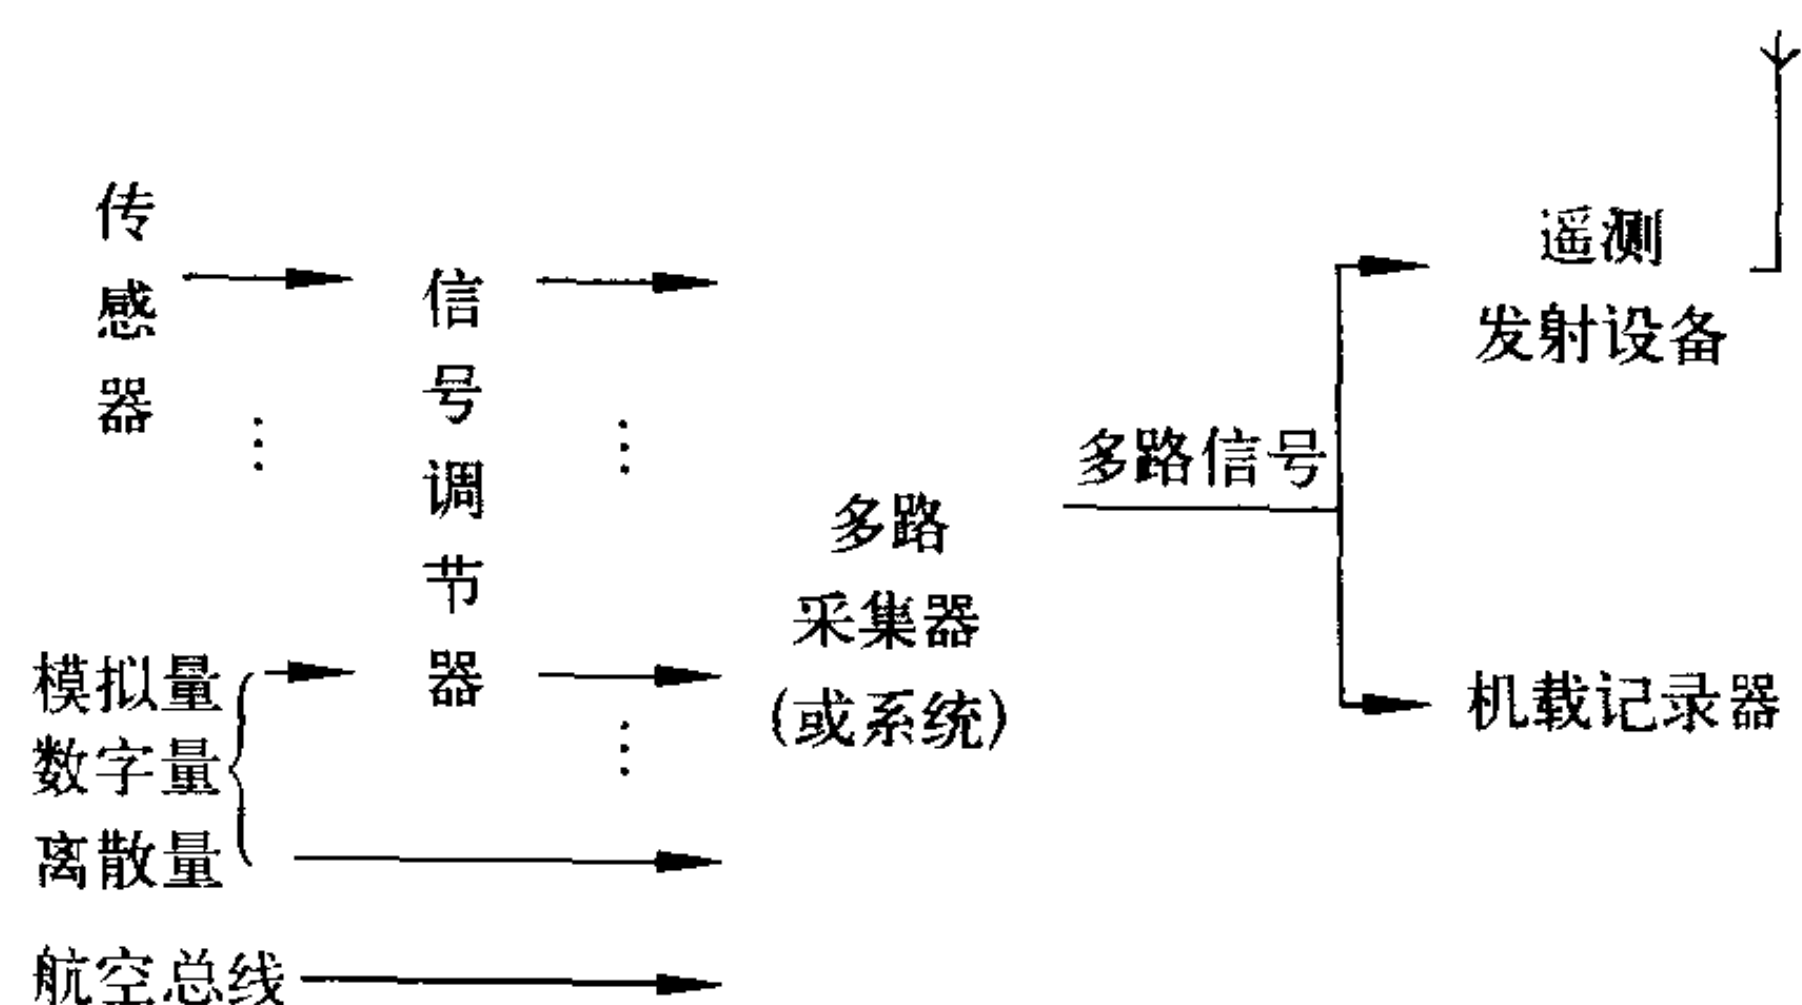 传感器
信号调节器
模拟量
数字量
离散量
航空总线
多路
采集器
(或系统)
多路信号
遥测
发射设备
机载记录器